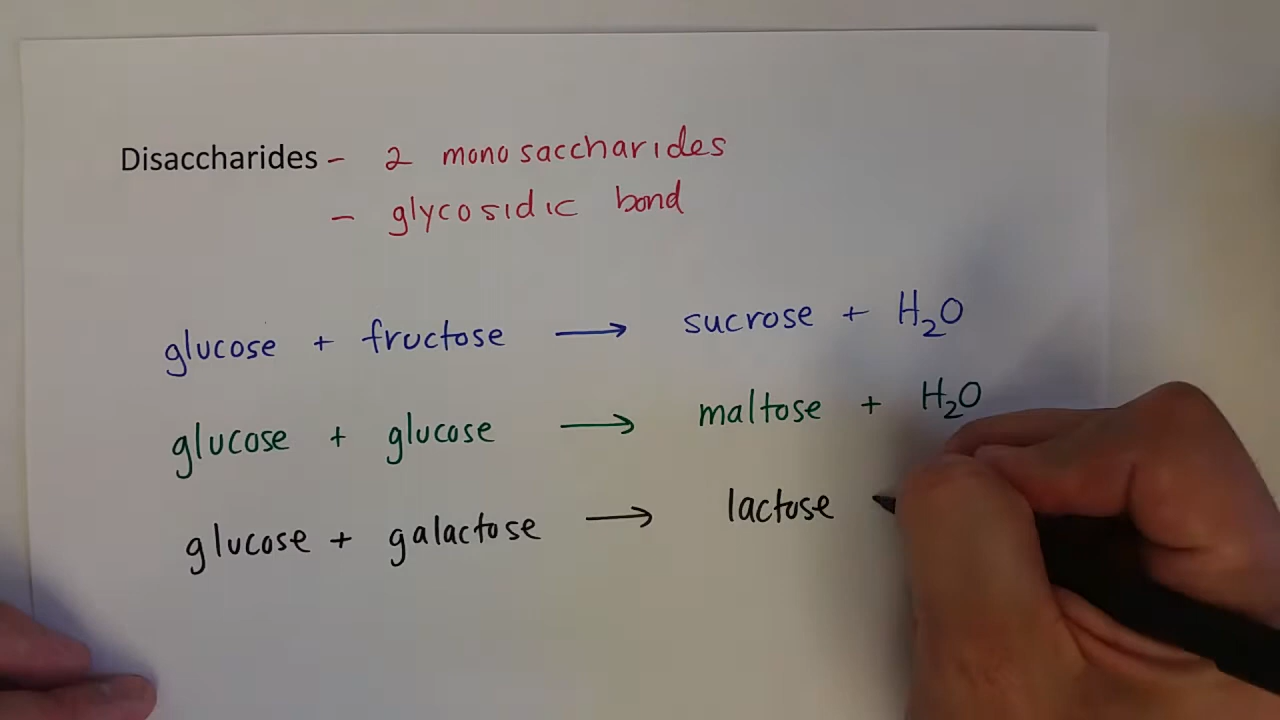 Disaccharides - 2 monosaccharides
- glycosidic bond
glucose + fructose → sucrose + H₂O
glucose + glucose → maltose + H₂O
glucose + galactose → lactose